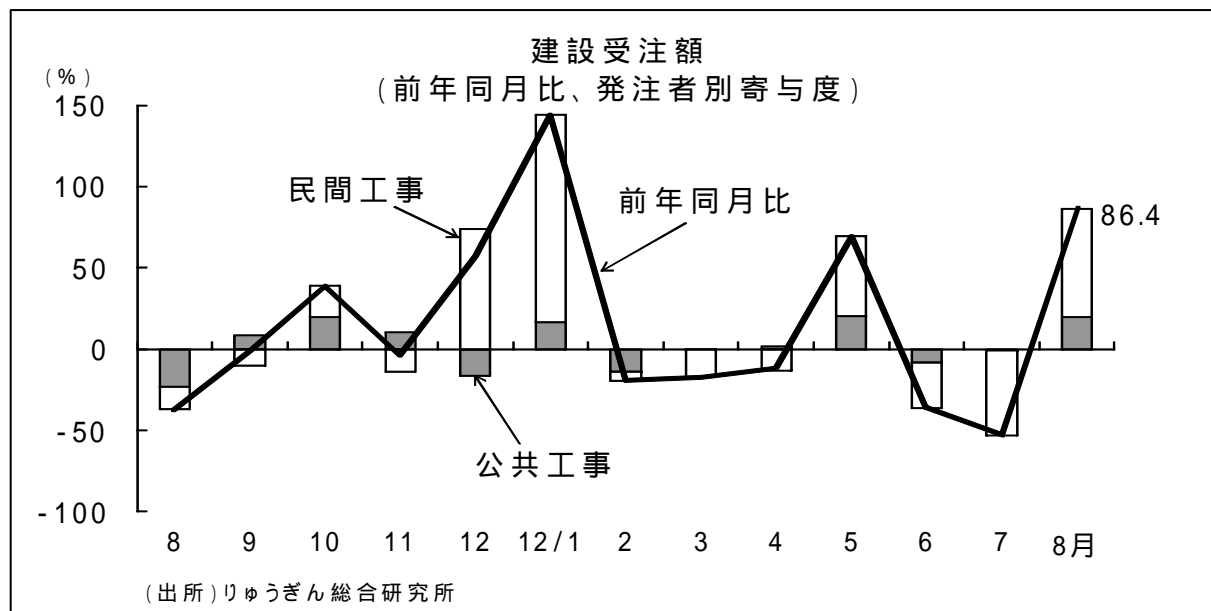 建設受注額
(前年同月比、発注者別寄与度)
(%)
150
100
50
0
-50
-100
民間工事
前年同月比
86.4
公共工事
8 9 10 11 12 12/1 2 3 4 5 6 7 8月
(出所)りゅうぎん総合研究所